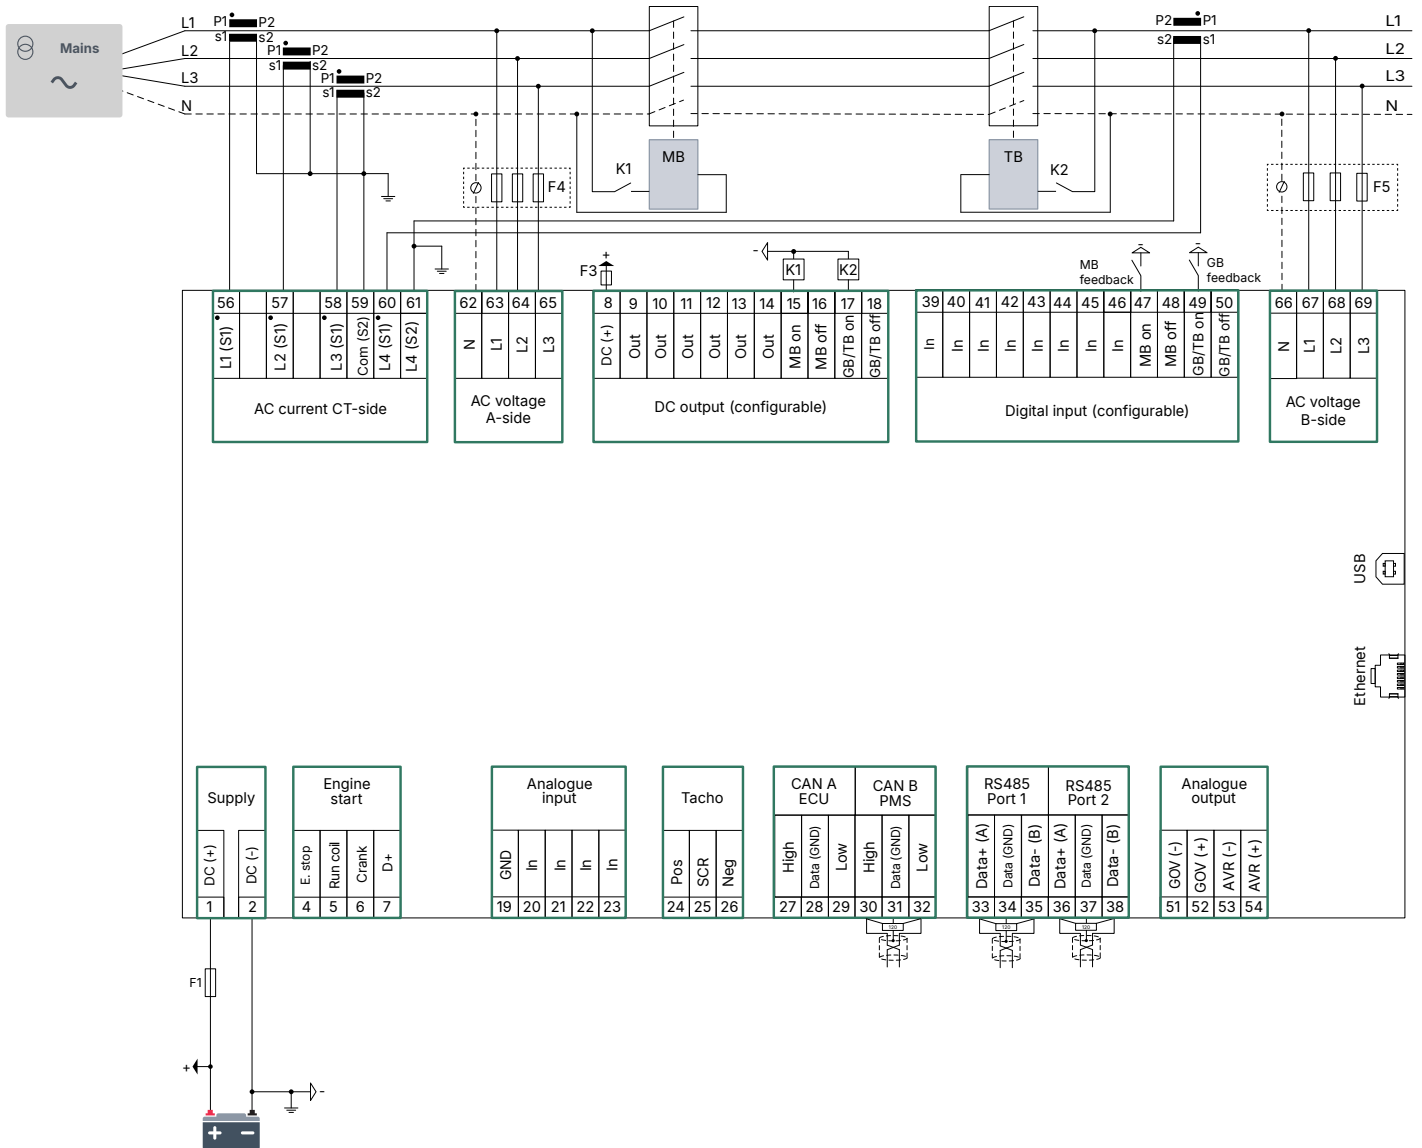 Mains
L1
L2
L3
N
P1 P2
s1 s2
P1 P2
s1 s2
P1 P2
s1 s2
P2 P1
s2 s1
L1
L2
L3
N
MB
TB
K1
K2
F4
F5
F3
+
-
K1
K2
MB
feedback
-
GB
feedback
-
56 57 58 59 60 61
L1 (S1)
L2 (S1)
L3 (S1)
Com (S2)
L4 (S1)
L4 (S2)
AC current CT-side
62 63 64 65
N
L1
L2
L3
AC voltage
A-side
8 9 10 11 12 13 14 15 16 17 18
DC (+)
Out
Out
Out
Out
Out
Out
MB on
MB off
GB/TB on
GB/TB off
DC output (configurable)
39 40 41 42 43 44 45 46 47 48 49 50
In
In
In
In
In
In
In
In
MB on
MB off
GB/TB on
GB/TB off
Digital input (configurable)
66 67 68 69
N
L1
L2
L3
AC voltage
B-side
USB
Ethernet
Supply
DC (+)
DC (-)
1 2
Engine
start
E. stop
Run coil
Crank
D+
4 5 6 7
Analogue
input
GND
In
In
In
In
19 20 21 22 23
Tacho
Pos
SCR
Neg
24 25 26
CAN A
ECU
CAN B
PMS
High
Data (GND)
Low
High
Data (GND)
Low
27 28 29 30 31 32
120
RS485
Port 1
RS485
Port 2
Data+ (A)
Data (GND)
Data- (B)
Data+ (A)
Data (GND)
Data- (B)
33 34 35 36 37 38
120
120
Analogue
output
GOV (-)
GOV (+)
AVR (-)
AVR (+)
51 52 53 54
F1
+
-
+ −